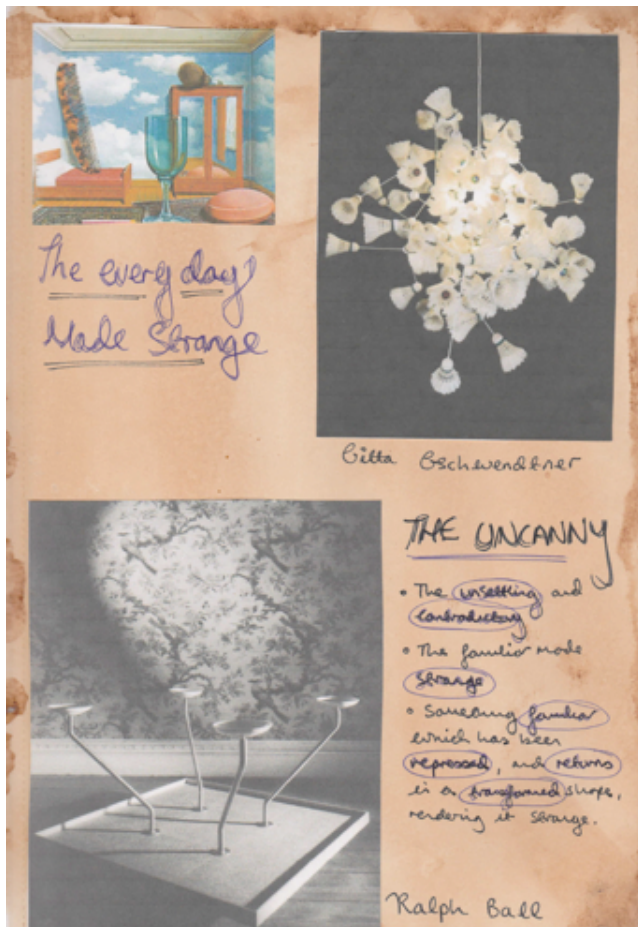 The everyday
Made Strange
Gitta Gschwendtner
THE UNCANNY
• The unsettling and
contradictory
• The familiar made
strange
• Something familiar
which has been
repressed, and returns
in a transformed shape,
rendering it strange.
Ralph Ball